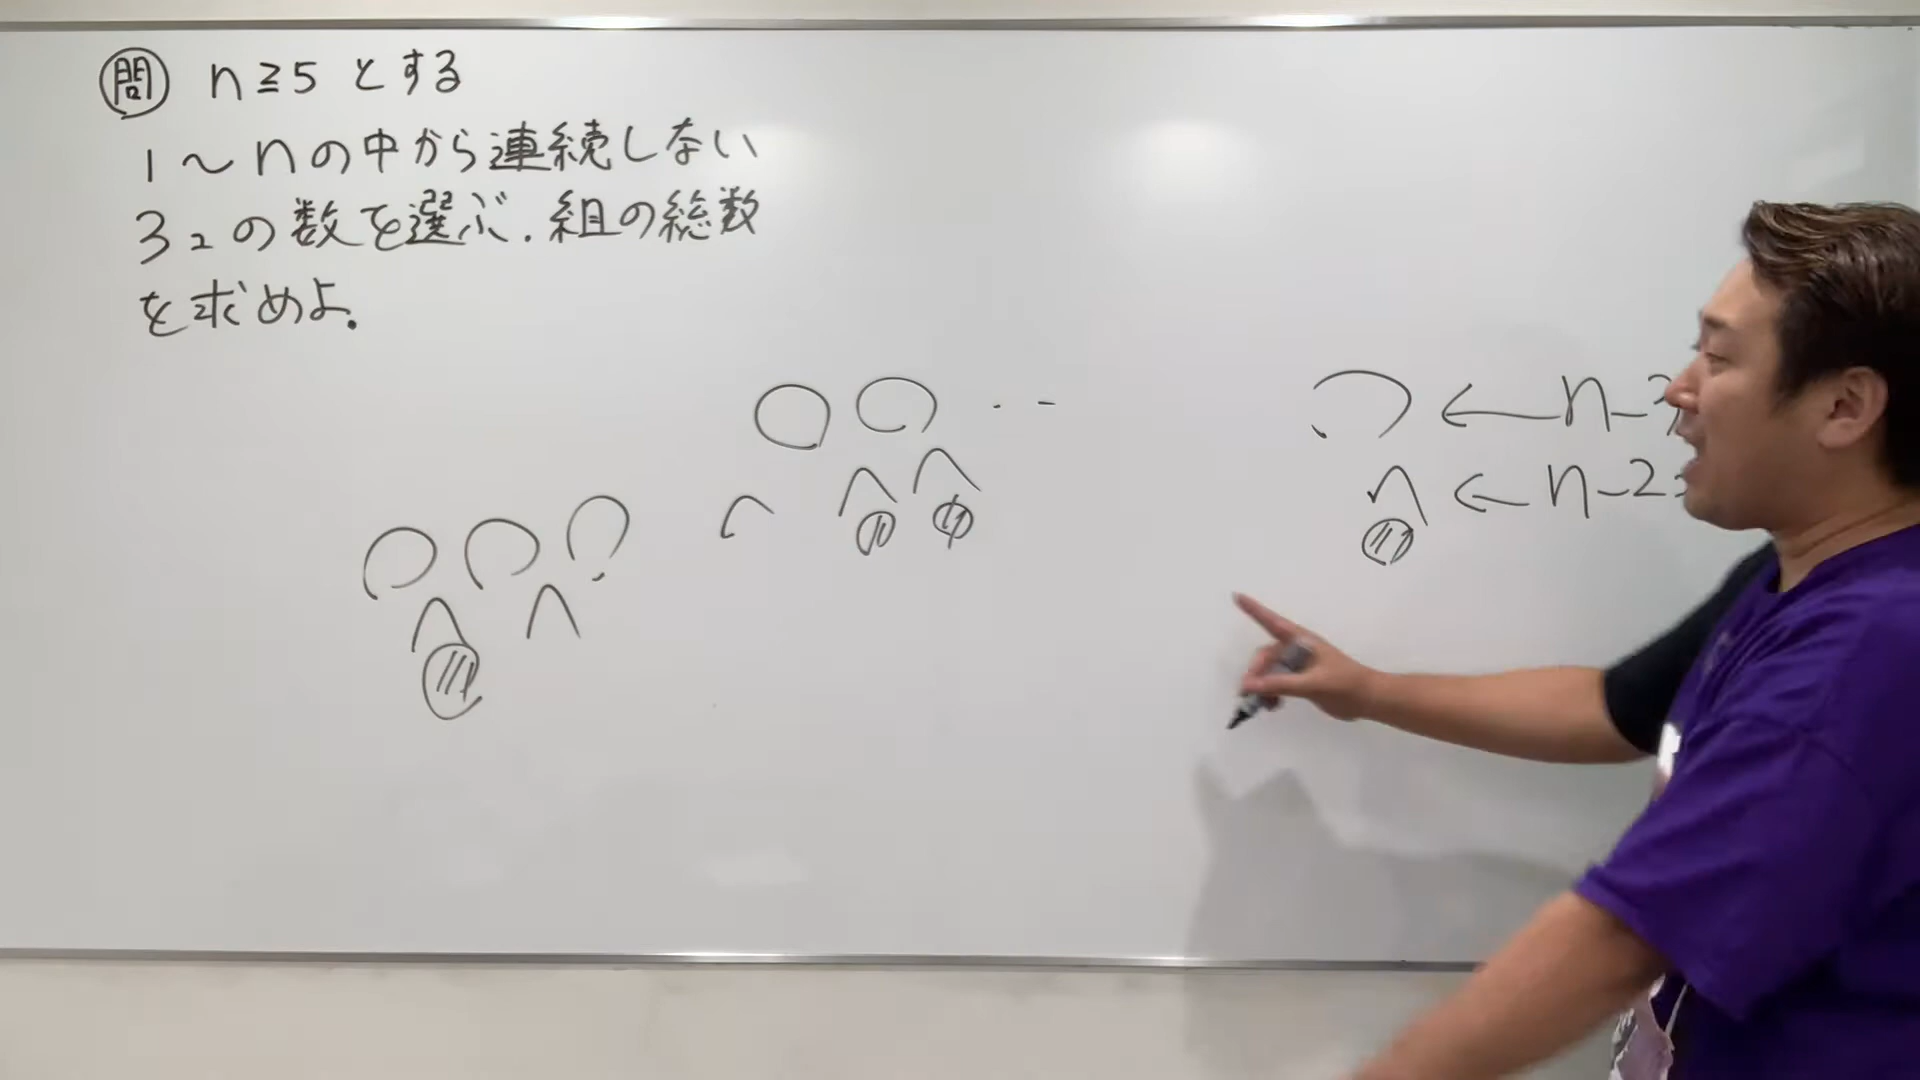 問 n≧5 とする
1～nの中から連続しない
3コの数を選ぶ.組の総数
を求めよ.
← n-3
← n-2